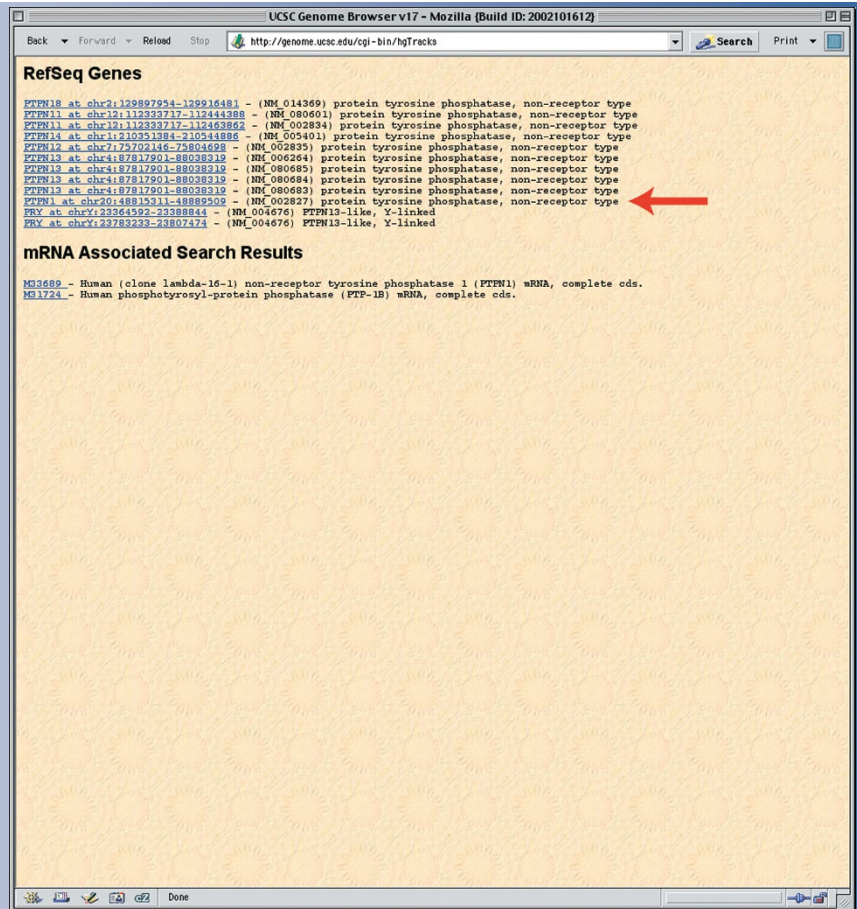 UCSC Genome Browser v17 - Mozilla {Build ID: 2002101612}
Back Forward Reload Stop http://genome.ucsc.edu/cgi-bin/hgTracks Search Print
RefSeq Genes
PTPN18 at chr2:129897954-129916481 - (NM_014369) protein tyrosine phosphatase, non-receptor type
PTPN11 at chr12:112333717-112444388 - (NM_080601) protein tyrosine phosphatase, non-receptor type
PTPN11 at chr12:112333717-112463862 - (NM_002834) protein tyrosine phosphatase, non-receptor type
PTPN14 at chr1:210351384-210544886 - (NM_005401) protein tyrosine phosphatase, non-receptor type
PTPN12 at chr7:75702146-75804698 - (NM_002835) protein tyrosine phosphatase, non-receptor type
PTPN13 at chr4:87817901-88038319 - (NM_006264) protein tyrosine phosphatase, non-receptor type
PTPN13 at chr4:87817901-88038319 - (NM_080685) protein tyrosine phosphatase, non-receptor type
PTPN13 at chr4:87817901-88038319 - (NM_080684) protein tyrosine phosphatase, non-receptor type
PTPN13 at chr4:87817901-88038319 - (NM_080683) protein tyrosine phosphatase, non-receptor type
PTPN1 at chr20:48815311-48889509 - (NM_002827) protein tyrosine phosphatase, non-receptor type
PRY at chrY:23364592-23388844 - (NM_004676) PTPN13-like, Y-linked
PRY at chrY:23783233-23807474 - (NM_004676) PTPN13-like, Y-linked
mRNA Associated Search Results
M33689 - Human (clone lambda-16-1) non-receptor tyrosine phosphatase 1 (PTPN1) mRNA, complete cds.
M31724 - Human phosphotyrosyl-protein phosphatase (PTP-1B) mRNA, complete cds.
Done